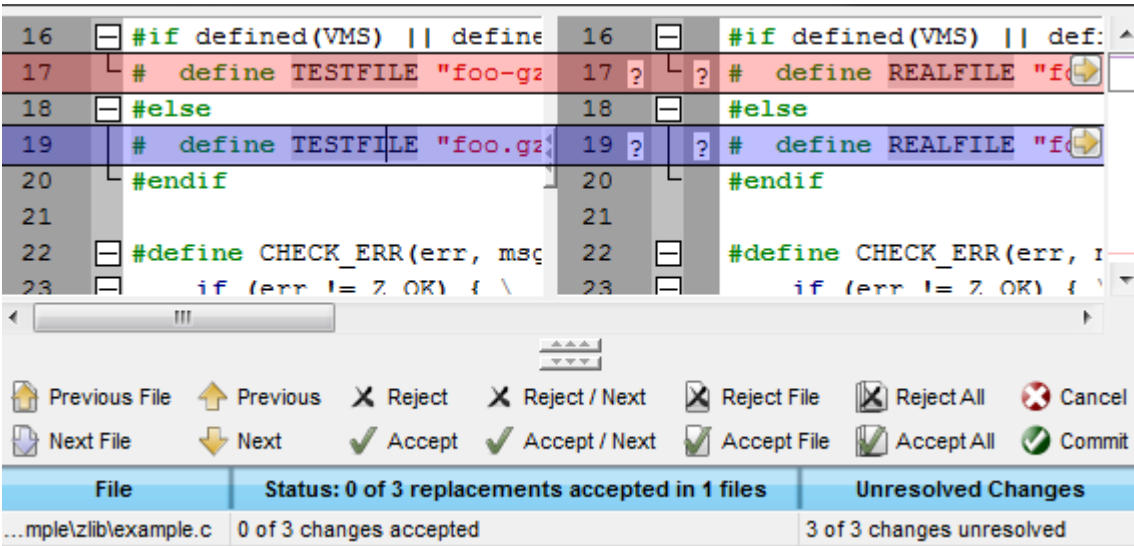 16 #if defined(VMS) || define 16 #if defined(VMS) || def
17 # define TESTFILE "foo-gz 17 ? ? # define REALFILE "fo
18 #else 18 #else
19 # define TESTFILE "foo.gz 19 ? ? # define REALFILE "fo
20 #endif 20 #endif
21 21
22 #define CHECK_ERR(err, msg 22 #define CHECK_ERR(err,
23 if (err != Z_OK) { \ 23 if (err != Z_OK) { \
Previous File Previous Reject Reject / Next Reject File Reject All Cancel
Next File Next Accept Accept / Next Accept File Accept All Commit
File Status: 0 of 3 replacements accepted in 1 files Unresolved Changes
...mple\zlib\example.c 0 of 3 changes accepted 3 of 3 changes unresolved